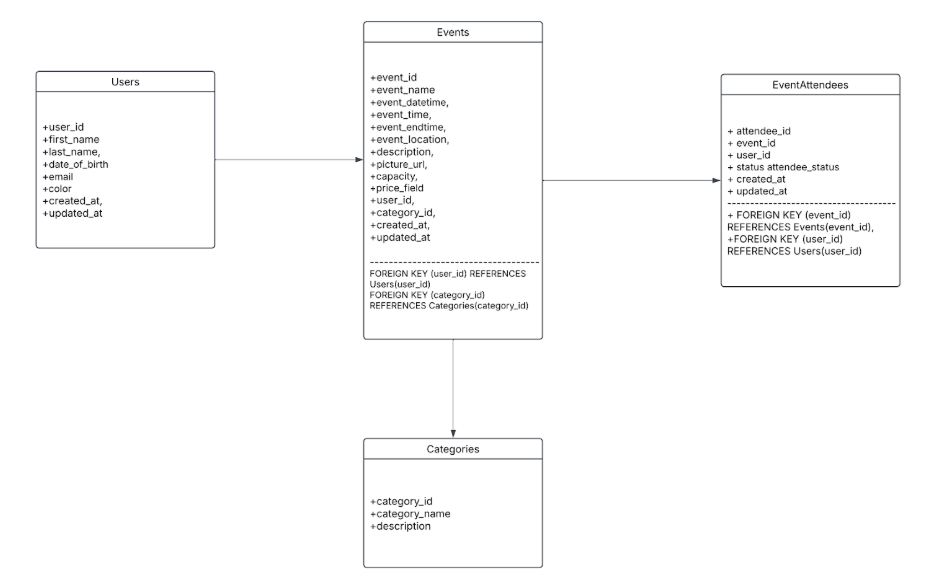 Users
+user_id
+first_name
+last_name,
+date_of_birth
+email
+color
+created_at,
+updated_at
Events
+event_id
+event_name
+event_datetime,
+event_time,
+event_endtime,
+event_location,
+description,
+picture_url,
+capacity,
+price_field
+user_id,
+category_id,
+created_at,
+updated_at
FOREIGN KEY (user_id) REFERENCES
Users(user_id)
FOREIGN KEY (category_id)
REFERENCES Categories(category_id)
EventAttendees
+ attendee_id
+ event_id
+ user_id
+ status attendee_status
+ created_at
+ updated_at
+ FOREIGN KEY (event_id)
REFERENCES Events(event_id),
+FOREIGN KEY (user_id)
REFERENCES Users(user_id)
Categories
+category_id
+category_name
+description